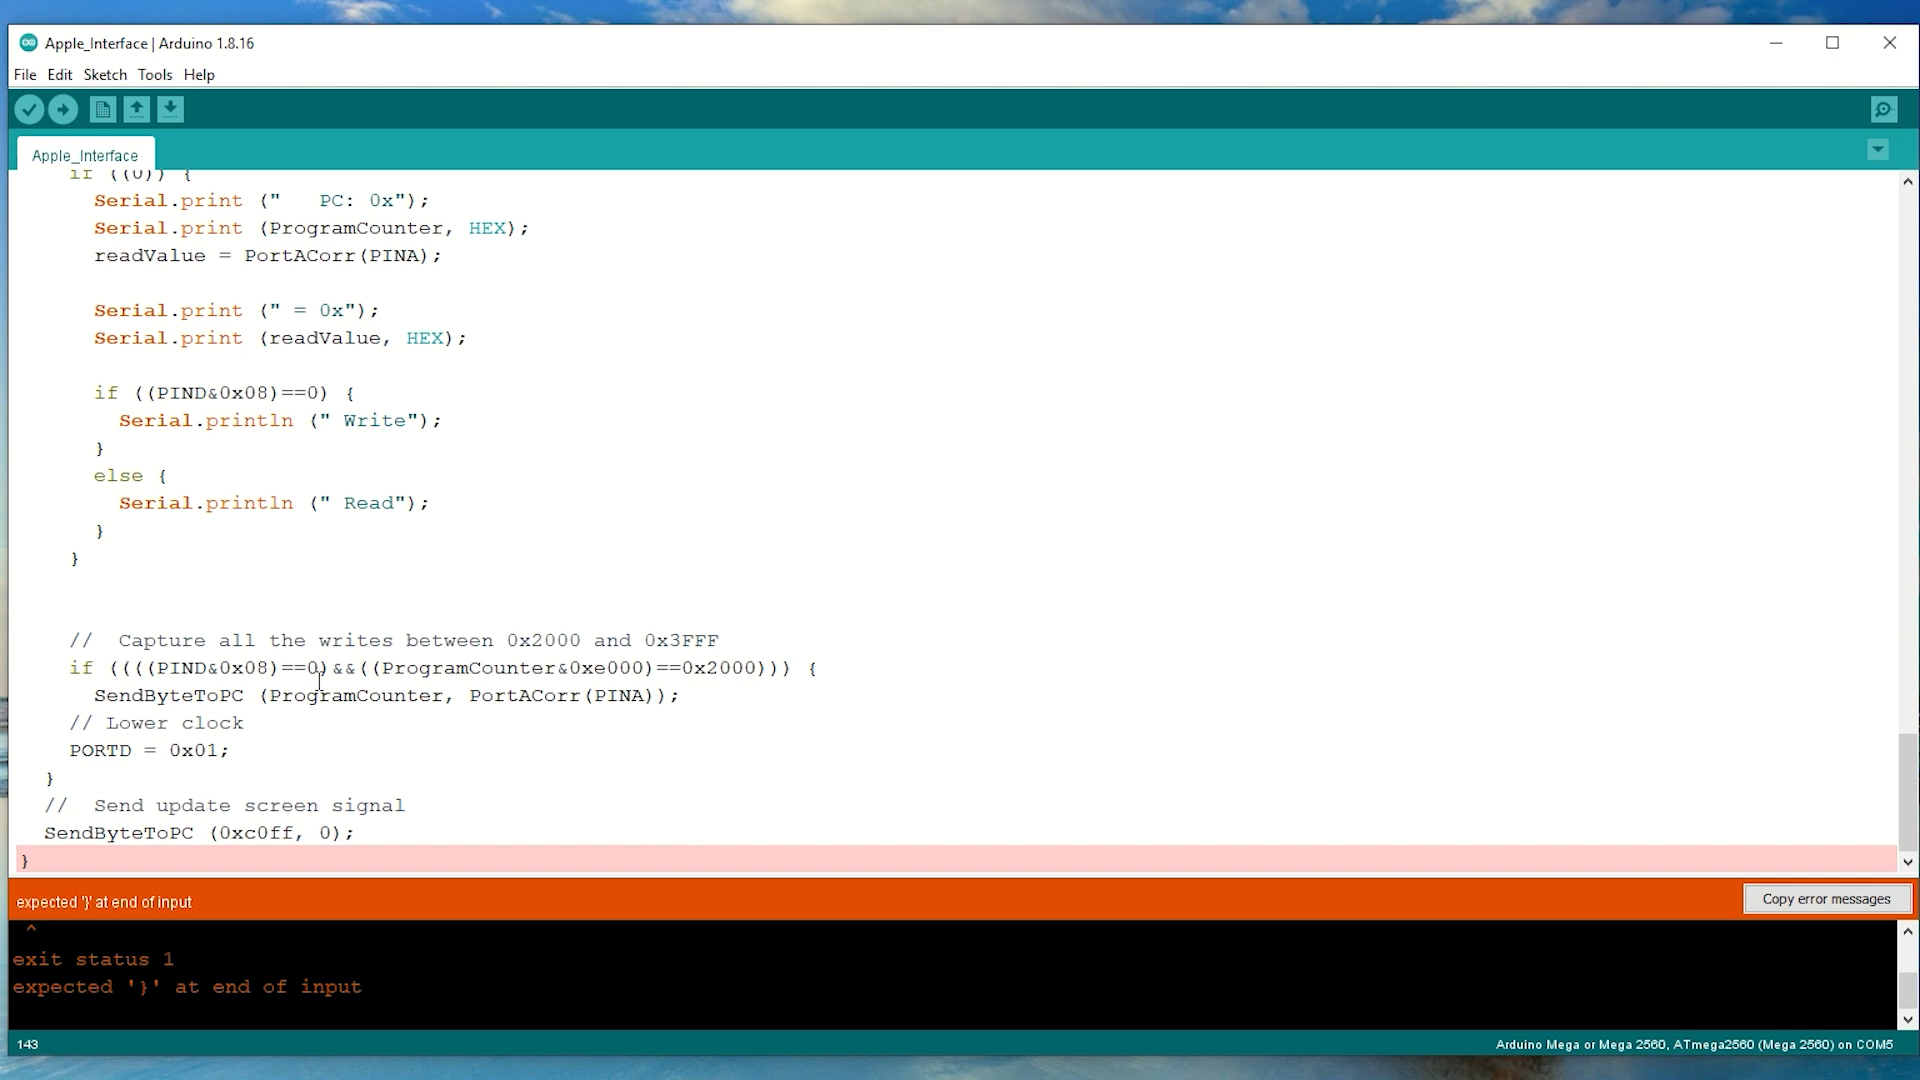 Apple_Interface | Arduino 1.8.16
File Edit Sketch Tools Help
Apple_Interface
if ((0)) {
Serial.print ("   PC: 0x");
Serial.print (ProgramCounter, HEX);
readValue = PortACorr(PINA);
Serial.print (" = 0x");
Serial.print (readValue, HEX);
if ((PIND&0x08)==0) {
Serial.println (" Write");
}
else {
Serial.println (" Read");
}
}
//  Capture all the writes between 0x2000 and 0x3FFF
if ((((PIND&0x08)==0)&&((ProgramCounter&0xe000)==0x2000))) {
SendByteToPC (ProgramCounter, PortACorr(PINA));
// Lower clock
PORTD = 0x01;
}
//  Send update screen signal
SendByteToPC (0xc0ff, 0);
}
expected '}' at end of input
Copy error messages
^
exit status 1
expected '}' at end of input
143
Arduino Mega or Mega 2560, ATmega2560 (Mega 2560) on COM5